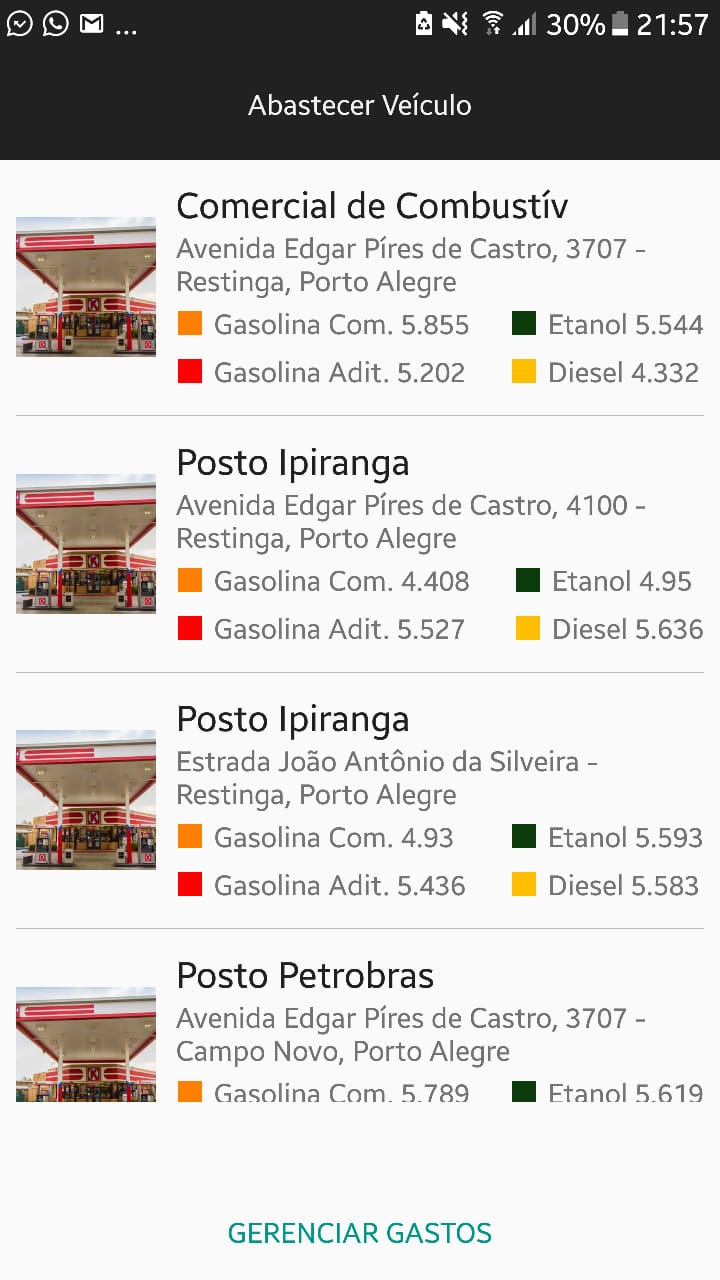 ... 30% 21:57
Abastecer Veículo
Comercial de Combustív
Avenida Edgar Píres de Castro, 3707 -
Restinga, Porto Alegre
Gasolina Com. 5.855 Etanol 5.544
Gasolina Adit. 5.202 Diesel 4.332
Posto Ipiranga
Avenida Edgar Píres de Castro, 4100 -
Restinga, Porto Alegre
Gasolina Com. 4.408 Etanol 4.95
Gasolina Adit. 5.527 Diesel 5.636
Posto Ipiranga
Estrada João Antônio da Silveira -
Restinga, Porto Alegre
Gasolina Com. 4.93 Etanol 5.593
Gasolina Adit. 5.436 Diesel 5.583
Posto Petrobras
Avenida Edgar Píres de Castro, 3707 -
Campo Novo, Porto Alegre
Gasolina Com. 5.789 Etanol 5.619
GERENCIAR GASTOS